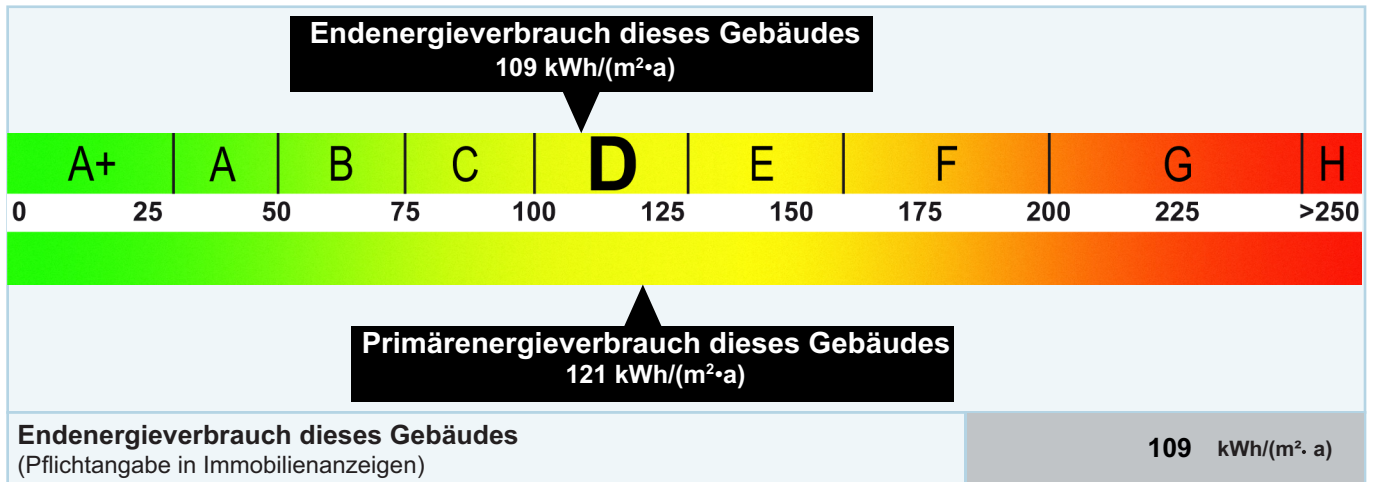 Endenergieverbrauch dieses Gebäudes
109 kWh/(m²•a)
A+ A B C D E F G H
0 25 50 75 100 125 150 175 200 225 >250
Primärenergieverbrauch dieses Gebäudes
121 kWh/(m²•a)
Endenergieverbrauch dieses Gebäudes
(Pflichtangabe in Immobilienanzeigen)
109 kWh/(m²· a)